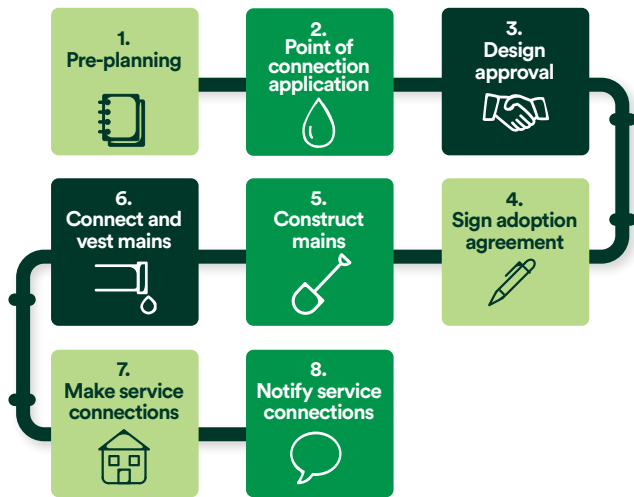 1.
Pre-planning
2.
Point of
connection
application
3.
Design
approval
4.
Sign adoption
agreement
5.
Construct
mains
6.
Connect and
vest mains
7.
Make service
connections
8.
Notify service
connections